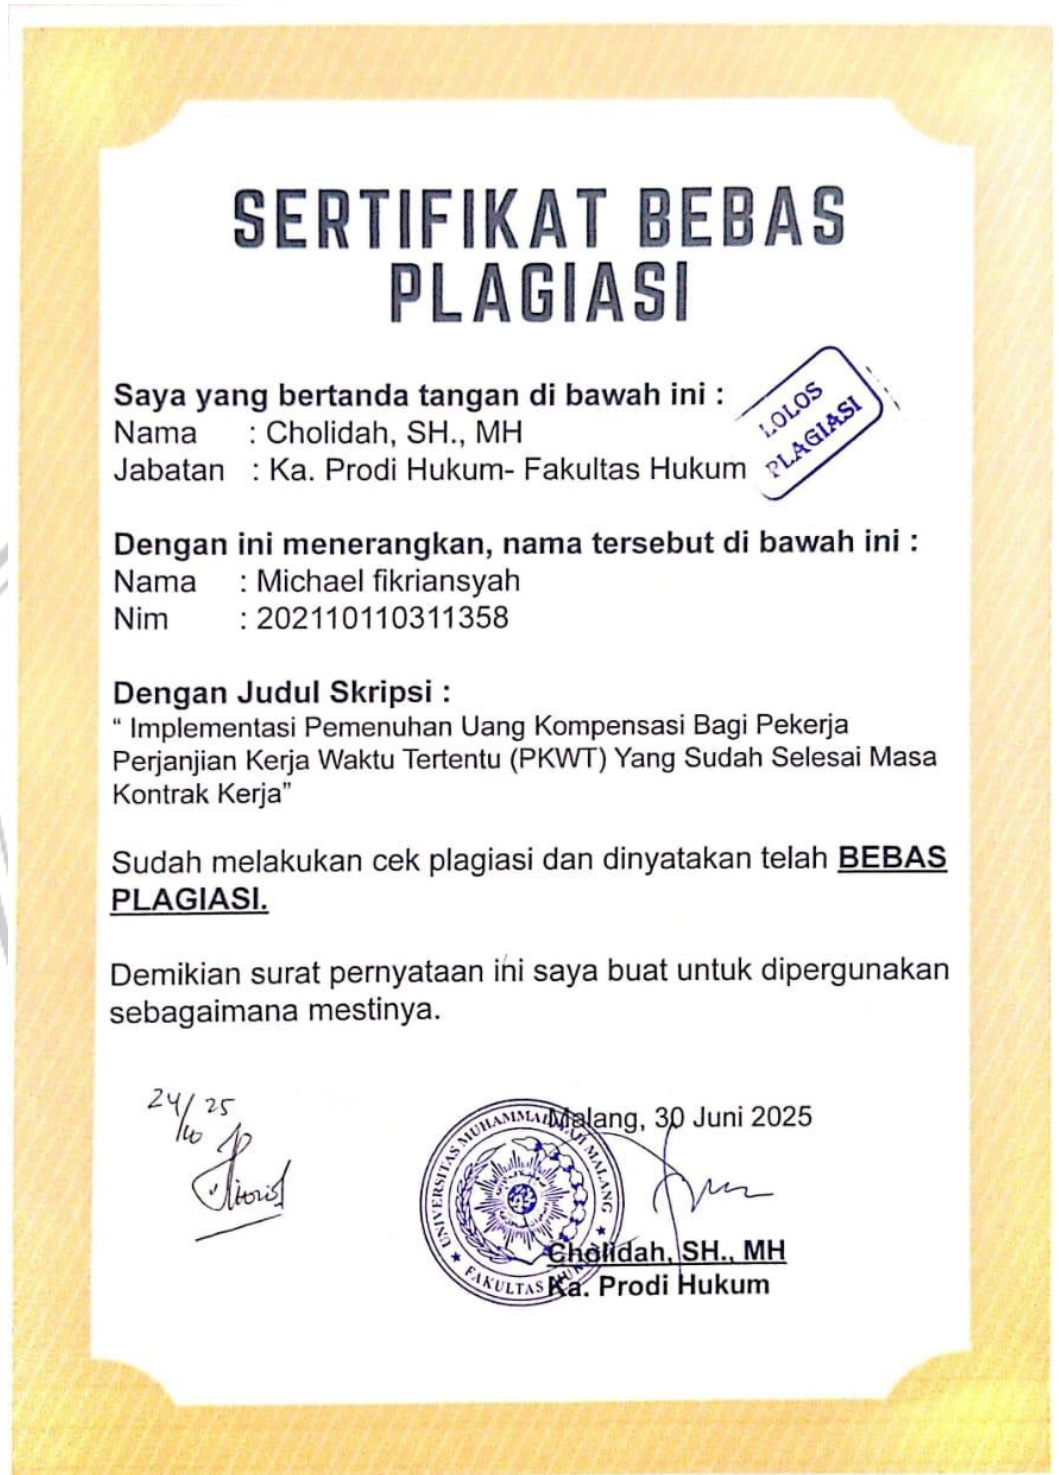 SERTIFIKAT BEBAS
PLAGIASI
Saya yang bertanda tangan di bawah ini :
Nama : Cholidah, SH., MH
Jabatan : Ka. Prodi Hukum- Fakultas Hukum
LOLOS
PLAGIASI
Dengan ini menerangkan, nama tersebut di bawah ini :
Nama : Michael fikriansyah
Nim : 202110110311358
Dengan Judul Skripsi :
“ Implementasi Pemenuhan Uang Kompensasi Bagi Pekerja
Perjanjian Kerja Waktu Tertentu (PKWT) Yang Sudah Selesai Masa
Kontrak Kerja”
Sudah melakukan cek plagiasi dan dinyatakan telah BEBAS
PLAGIASI.
Demikian surat pernyataan ini saya buat untuk dipergunakan
sebagaimana mestinya.
24/ 25
Malang, 30 Juni 2025
UNIVERSITAS MUHAMMADIYAH MALANG
FAKULTAS HUKUM
Cholidah, SH., MH
Ka. Prodi Hukum